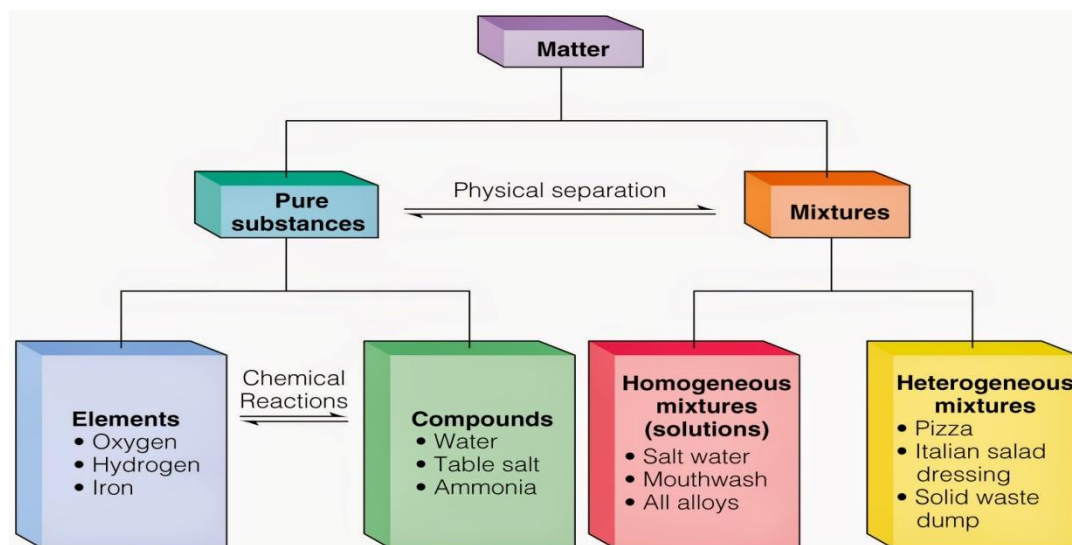 Matter
Pure
substances
Physical separation
Mixtures
Elements
• Oxygen
• Hydrogen
• Iron
Chemical
Reactions
Compounds
• Water
• Table salt
• Ammonia
Homogeneous
mixtures
(solutions)
• Salt water
• Mouthwash
• All alloys
Heterogeneous
mixtures
• Pizza
• Italian salad
dressing
• Solid waste
dump